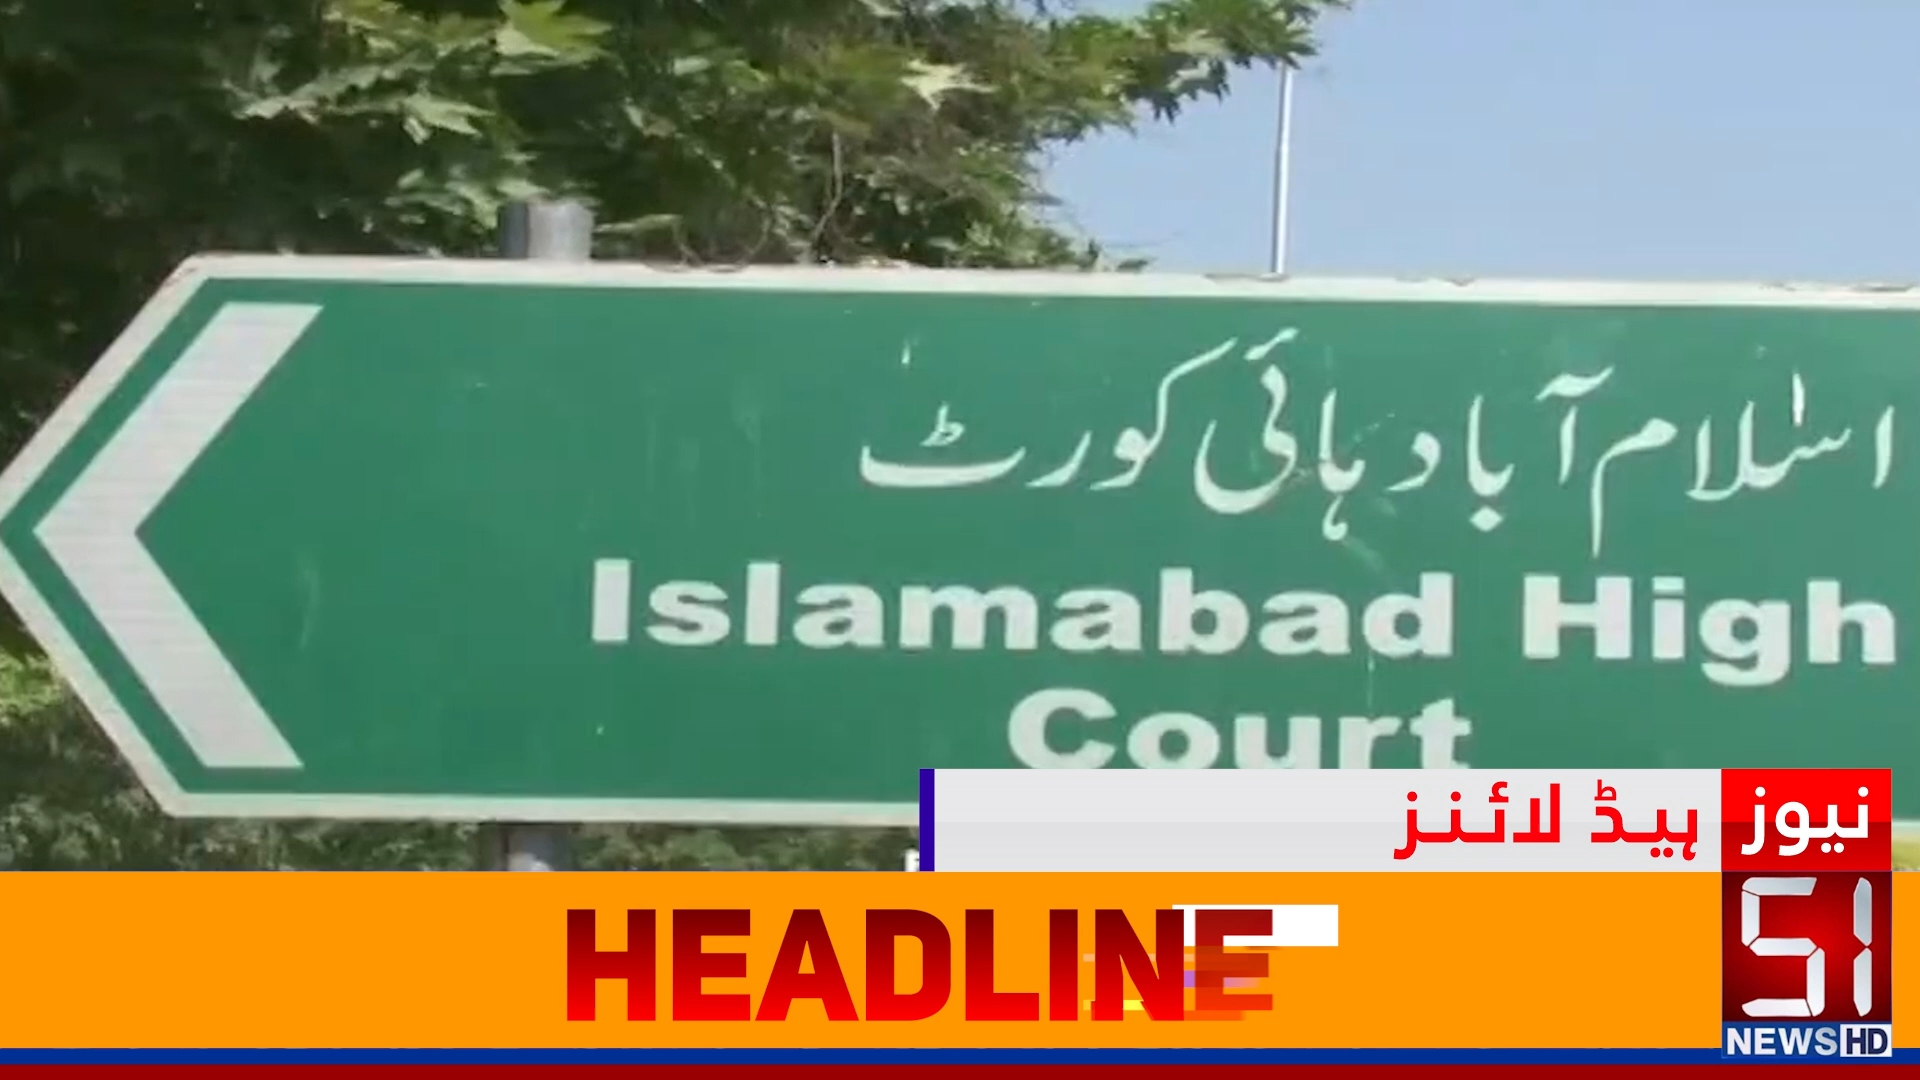 اسلام آباد ہائی کورٹ
Islamabad High
Court
نیوز ہیڈ لائنز
HEADLINE
51
NEWS HD